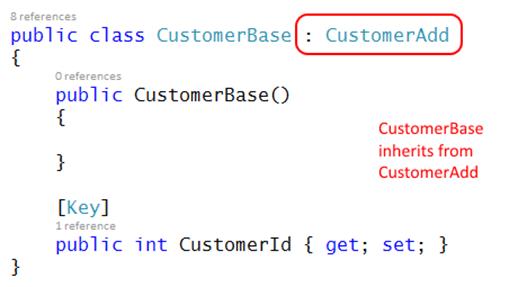 8 references
public class CustomerBase : CustomerAdd
{
0 references
public CustomerBase()
{
CustomerBase
inherits from
CustomerAdd
}
[Key]
1 reference
public int CustomerId { get; set; }
}